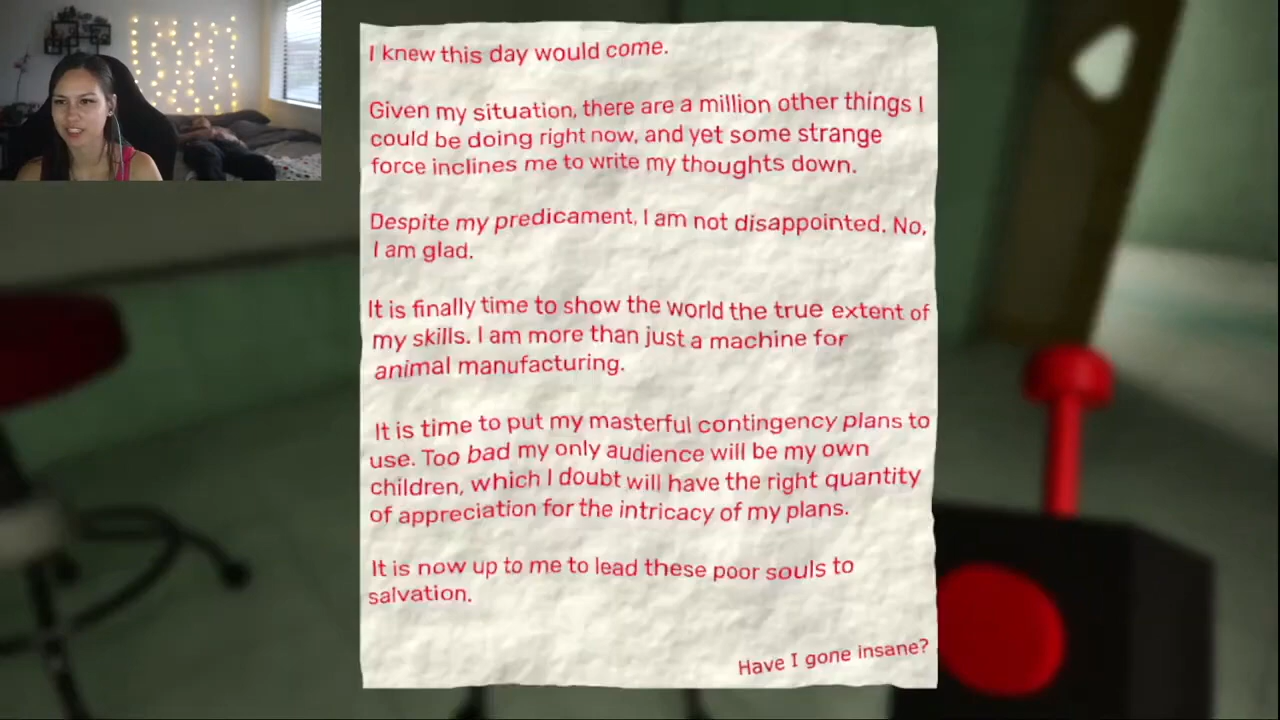 I knew this day would come.
Given my situation, there are a million other things I
could be doing right now, and yet some strange
force inclines me to write my thoughts down.
Despite my predicament, I am not disappointed. No,
I am glad.
It is finally time to show the world the true extent of
my skills. I am more than just a machine for
animal manufacturing.
It is time to put my masterful contingency plans to
use. Too bad my only audience will be my own
children, which I doubt will have the right quantity
of appreciation for the intricacy of my plans.
It is now up to me to lead these poor souls to
salvation.
Have I gone insane?